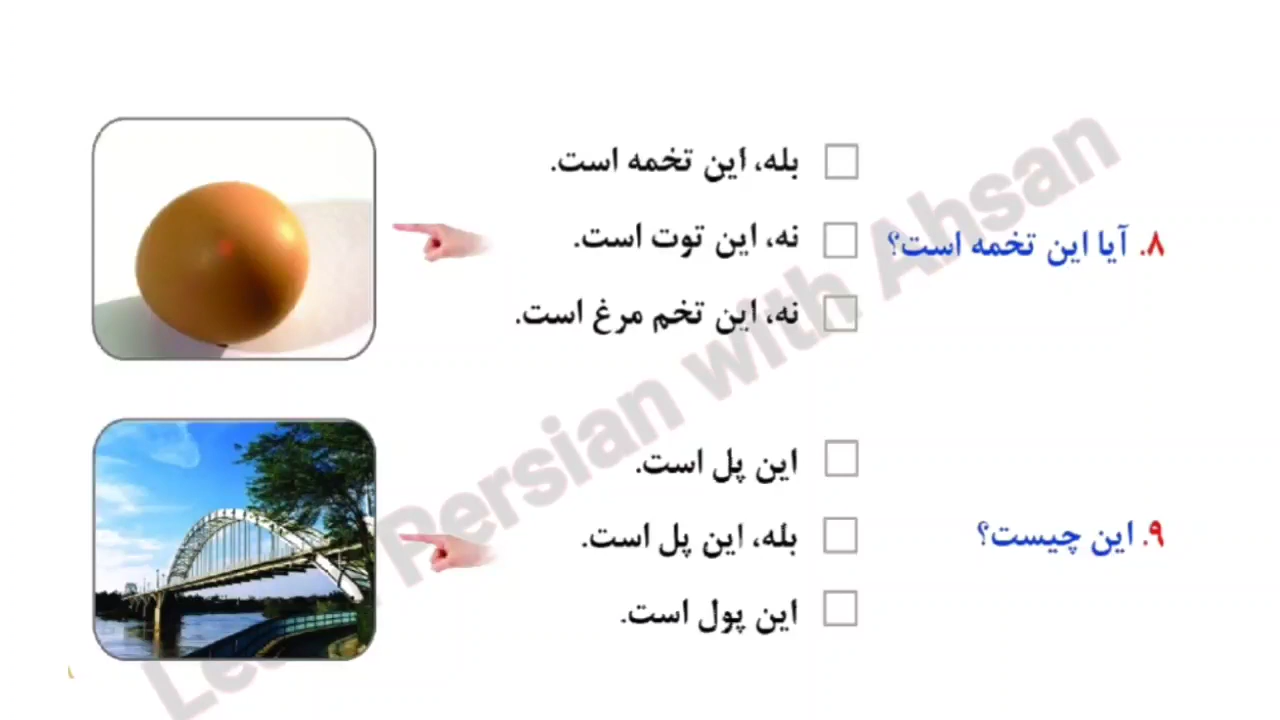 ۸. آیا این تخمه است؟
بله، این تخمه است.
نه، این توت است.
نه، این تخم مرغ است.
۹. این چیست؟
این پل است.
بله، این پل است.
این پول است.
Persian with Ahsan